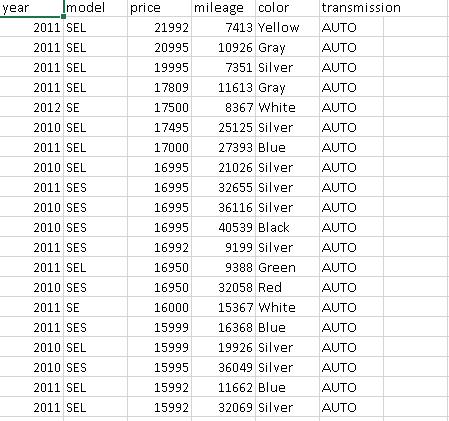 year model price mileage color transmission
2011 SEL 21992 7413 Yellow AUTO
2011 SEL 20995 10926 Gray AUTO
2011 SEL 19995 7351 Silver AUTO
2011 SEL 17809 11613 Gray AUTO
2012 SE 17500 8367 White AUTO
2010 SEL 17495 25125 Silver AUTO
2011 SEL 17000 27393 Blue AUTO
2010 SEL 16995 21026 Silver AUTO
2011 SES 16995 32655 Silver AUTO
2010 SES 16995 36116 Silver AUTO
2010 SES 16995 40539 Black AUTO
2011 SES 16992 9199 Silver AUTO
2011 SEL 16950 9388 Green AUTO
2010 SES 16950 32058 Red AUTO
2011 SE 16000 15367 White AUTO
2011 SES 15999 16368 Blue AUTO
2010 SEL 15999 19926 Silver AUTO
2010 SES 15995 36049 Silver AUTO
2011 SEL 15992 11662 Blue AUTO
2011 SEL 15992 32069 Silver AUTO